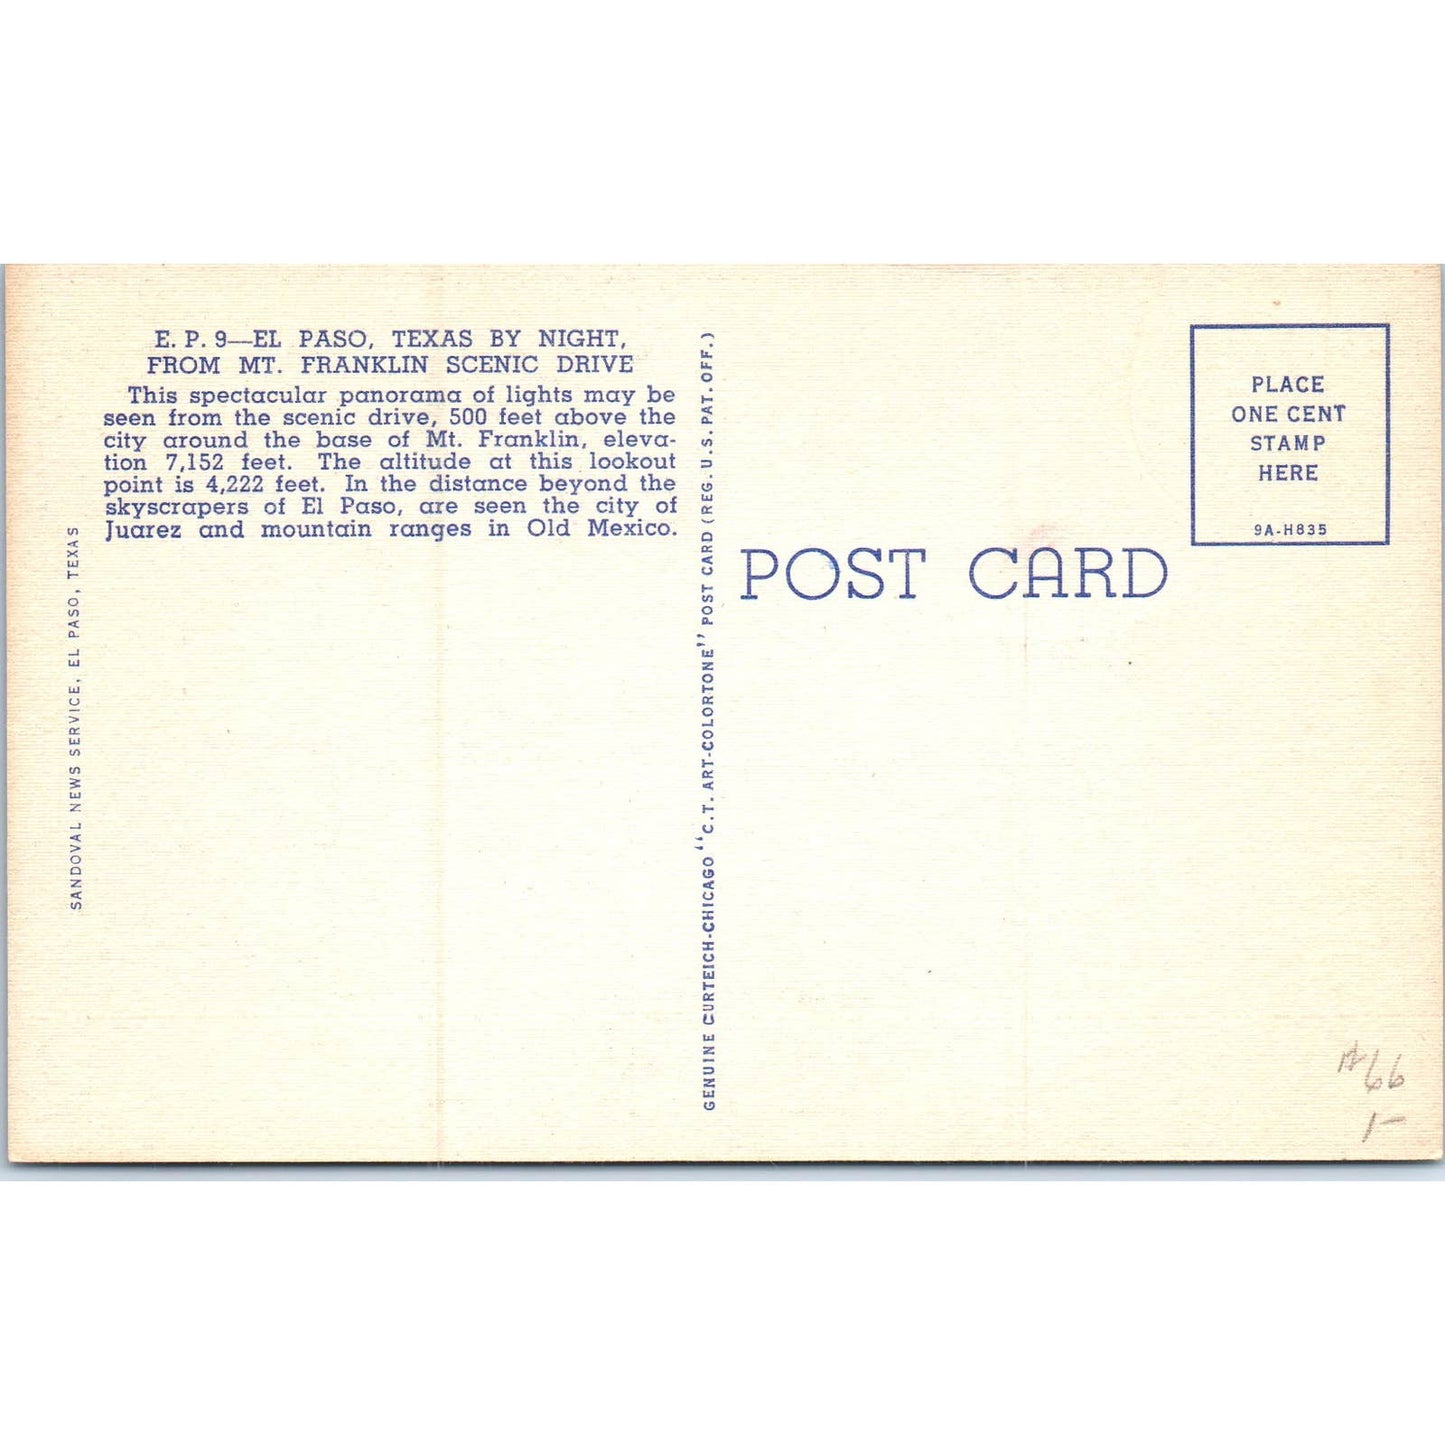 E. P. 9—EL PASO, TEXAS BY NIGHT,
FROM MT. FRANKLIN SCENIC DRIVE
This spectacular panorama of lights may be
seen from the scenic drive, 500 feet above the
city around the base of Mt. Franklin, eleva-
tion 7,152 feet. The altitude at this lookout
point is 4,222 feet. In the distance beyond the
skyscrapers of El Paso, are seen the city of
Juarez and mountain ranges in Old Mexico.
SANDOVAL NEWS SERVICE, EL PASO, TEXAS
GENUINE CURTEICH-CHICAGO "C.T. ART-COLORTONE" POST CARD (REG. U.S. PAT. OFF.)
POST CARD
PLACE
ONE CENT
STAMP
HERE
9A-H835
66
1-